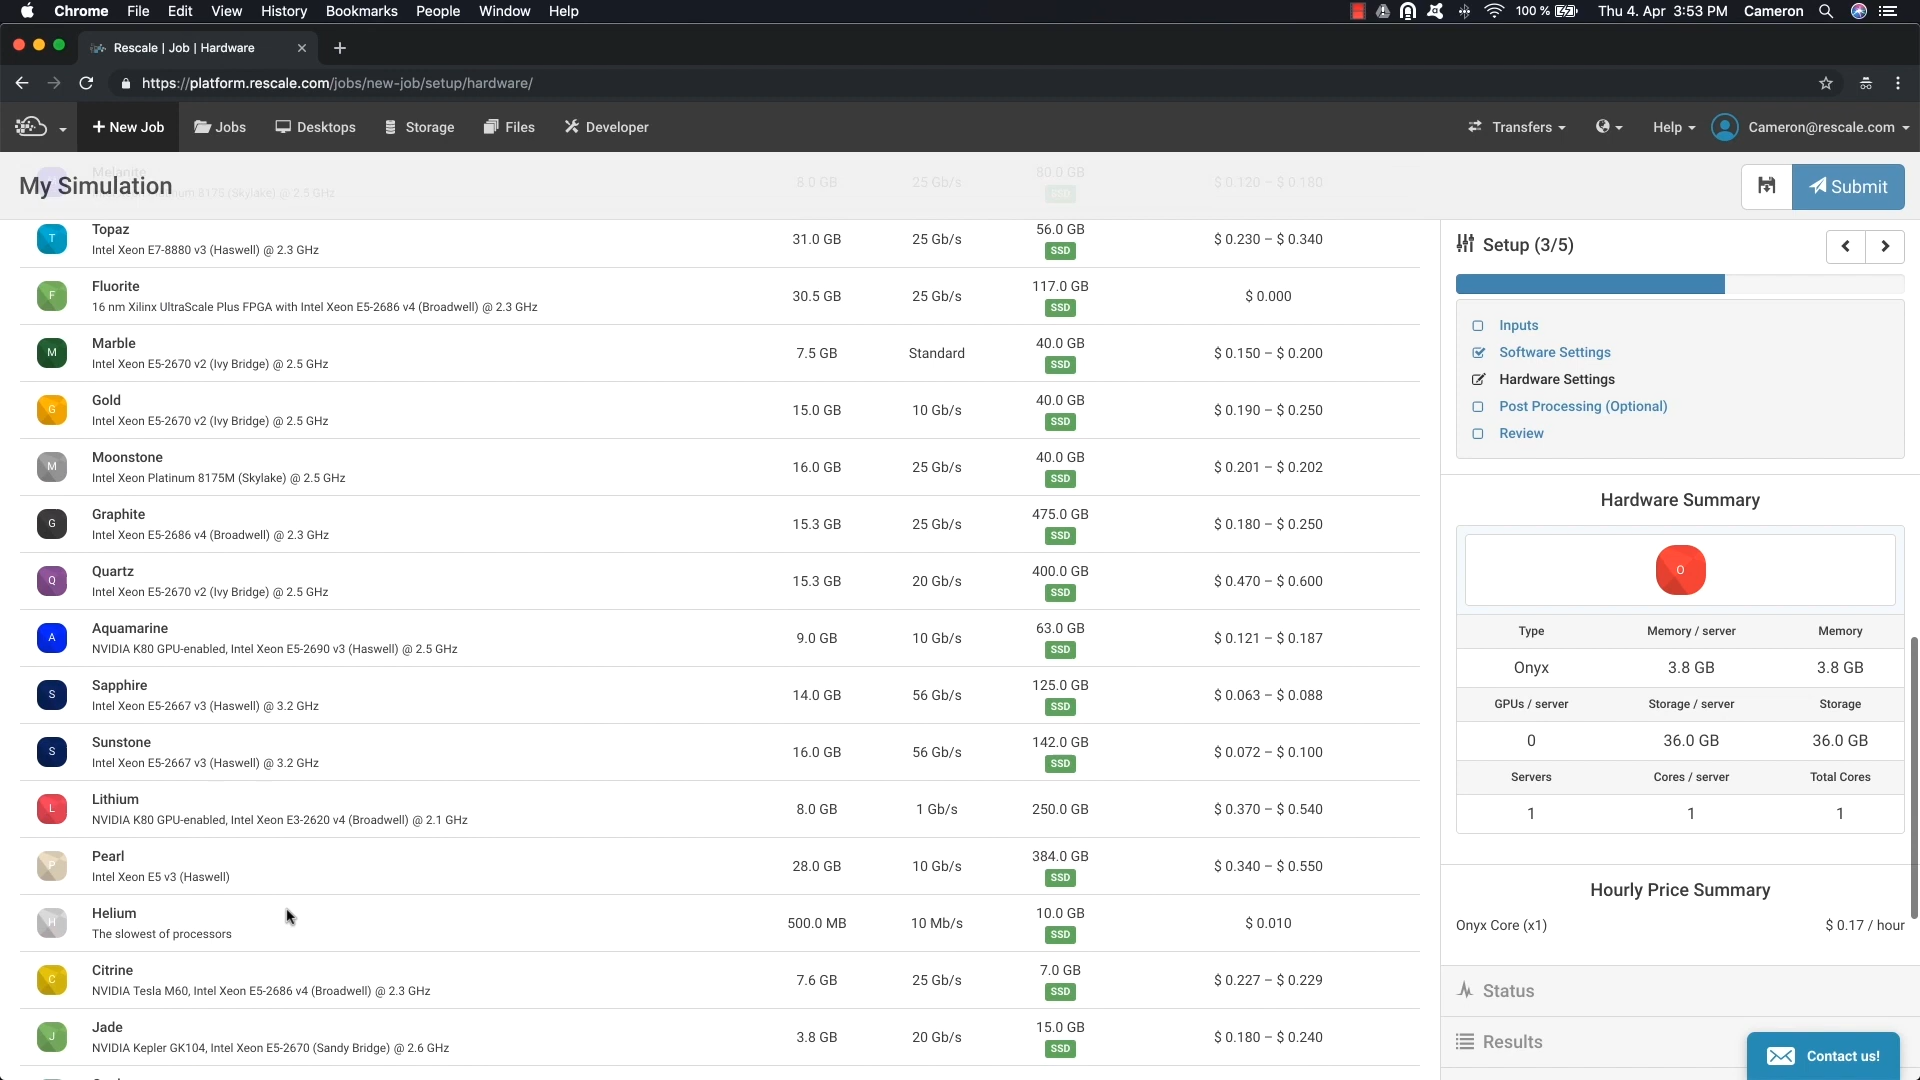 Chrome File Edit View History Bookmarks People Window Help 100 % Thu 4. Apr 3:53 PM Cameron
Rescale | Job | Hardware
https://platform.rescale.com/jobs/new-job/setup/hardware/
New Job Jobs Desktops Storage Files Developer Transfers Help Cameron@rescale.com
Melanite 80.0 GB
My Simulation 8.0 GB 25 Gb/s $ 0.120 – $ 0.180 Submit
8175 (Skylake) @ 2.5 GHz SSD
Topaz 56.0 GB
T 31.0 GB 25 Gb/s $ 0.230 – $ 0.340
Intel Xeon E7-8880 v3 (Haswell) @ 2.3 GHz SSD
Fluorite 117.0 GB
F 30.5 GB 25 Gb/s $ 0.000
16 nm Xilinx UltraScale Plus FPGA with Intel Xeon E5-2686 v4 (Broadwell) @ 2.3 GHz SSD
Marble 40.0 GB
M 7.5 GB Standard $ 0.150 – $ 0.200
Intel Xeon E5-2670 v2 (Ivy Bridge) @ 2.5 GHz SSD
Gold 40.0 GB
G 15.0 GB 10 Gb/s $ 0.190 – $ 0.250
Intel Xeon E5-2670 v2 (Ivy Bridge) @ 2.5 GHz SSD
Moonstone 40.0 GB
M 16.0 GB 25 Gb/s $ 0.201 – $ 0.202
Intel Xeon Platinum 8175M (Skylake) @ 2.5 GHz SSD
Graphite 475.0 GB
G 15.3 GB 25 Gb/s $ 0.180 – $ 0.250
Intel Xeon E5-2686 v4 (Broadwell) @ 2.3 GHz SSD
Quartz 400.0 GB
Q 15.3 GB 20 Gb/s $ 0.470 – $ 0.600
Intel Xeon E5-2670 v2 (Ivy Bridge) @ 2.5 GHz SSD
Aquamarine 63.0 GB
A 9.0 GB 10 Gb/s $ 0.121 – $ 0.187
NVIDIA K80 GPU-enabled, Intel Xeon E5-2690 v3 (Haswell) @ 2.5 GHz SSD
Sapphire 125.0 GB
S 14.0 GB 56 Gb/s $ 0.063 – $ 0.088
Intel Xeon E5-2667 v3 (Haswell) @ 3.2 GHz SSD
Sunstone 142.0 GB
S 16.0 GB 56 Gb/s $ 0.072 – $ 0.100
Intel Xeon E5-2667 v3 (Haswell) @ 3.2 GHz SSD
Lithium
L 8.0 GB 1 Gb/s 250.0 GB $ 0.370 – $ 0.540
NVIDIA K80 GPU-enabled, Intel Xeon E3-2620 v4 (Broadwell) @ 2.1 GHz
Pearl 384.0 GB
P 28.0 GB 10 Gb/s $ 0.340 – $ 0.550
Intel Xeon E5 v3 (Haswell) SSD
Helium 10.0 GB
H 500.0 MB 10 Mb/s $ 0.010
The slowest of processors SSD
Citrine 7.0 GB
C 7.6 GB 25 Gb/s $ 0.227 – $ 0.229
NVIDIA Tesla M60, Intel Xeon E5-2686 v4 (Broadwell) @ 2.3 GHz SSD
Jade 15.0 GB
J 3.8 GB 20 Gb/s $ 0.180 – $ 0.240
NVIDIA Kepler GK104, Intel Xeon E5-2670 (Sandy Bridge) @ 2.6 GHz SSD
Setup (3/5)
Inputs
Software Settings
Hardware Settings
Post Processing (Optional)
Review
Hardware Summary
O
Type Memory / server Memory
Onyx 3.8 GB 3.8 GB
GPUs / server Storage / server Storage
0 36.0 GB 36.0 GB
Servers Cores / server Total Cores
1 1 1
Hourly Price Summary
Onyx Core (x1) $ 0.17 / hour
Status
Results
Contact us!